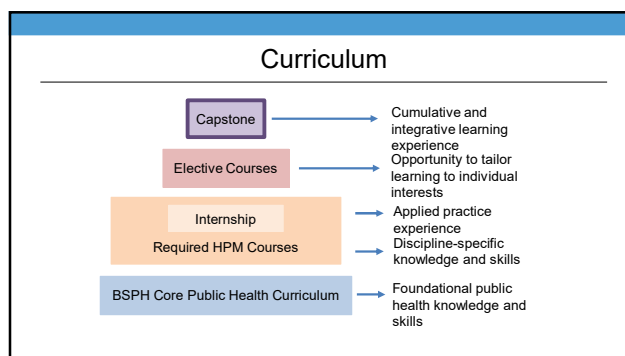 Curriculum
Capstone
Cumulative and
integrative learning
experience
Elective Courses
Opportunity to tailor
learning to individual
interests
Internship
Applied practice
experience
Required HPM Courses
Discipline-specific
knowledge and skills
BSPH Core Public Health Curriculum
Foundational public
health knowledge and
skills